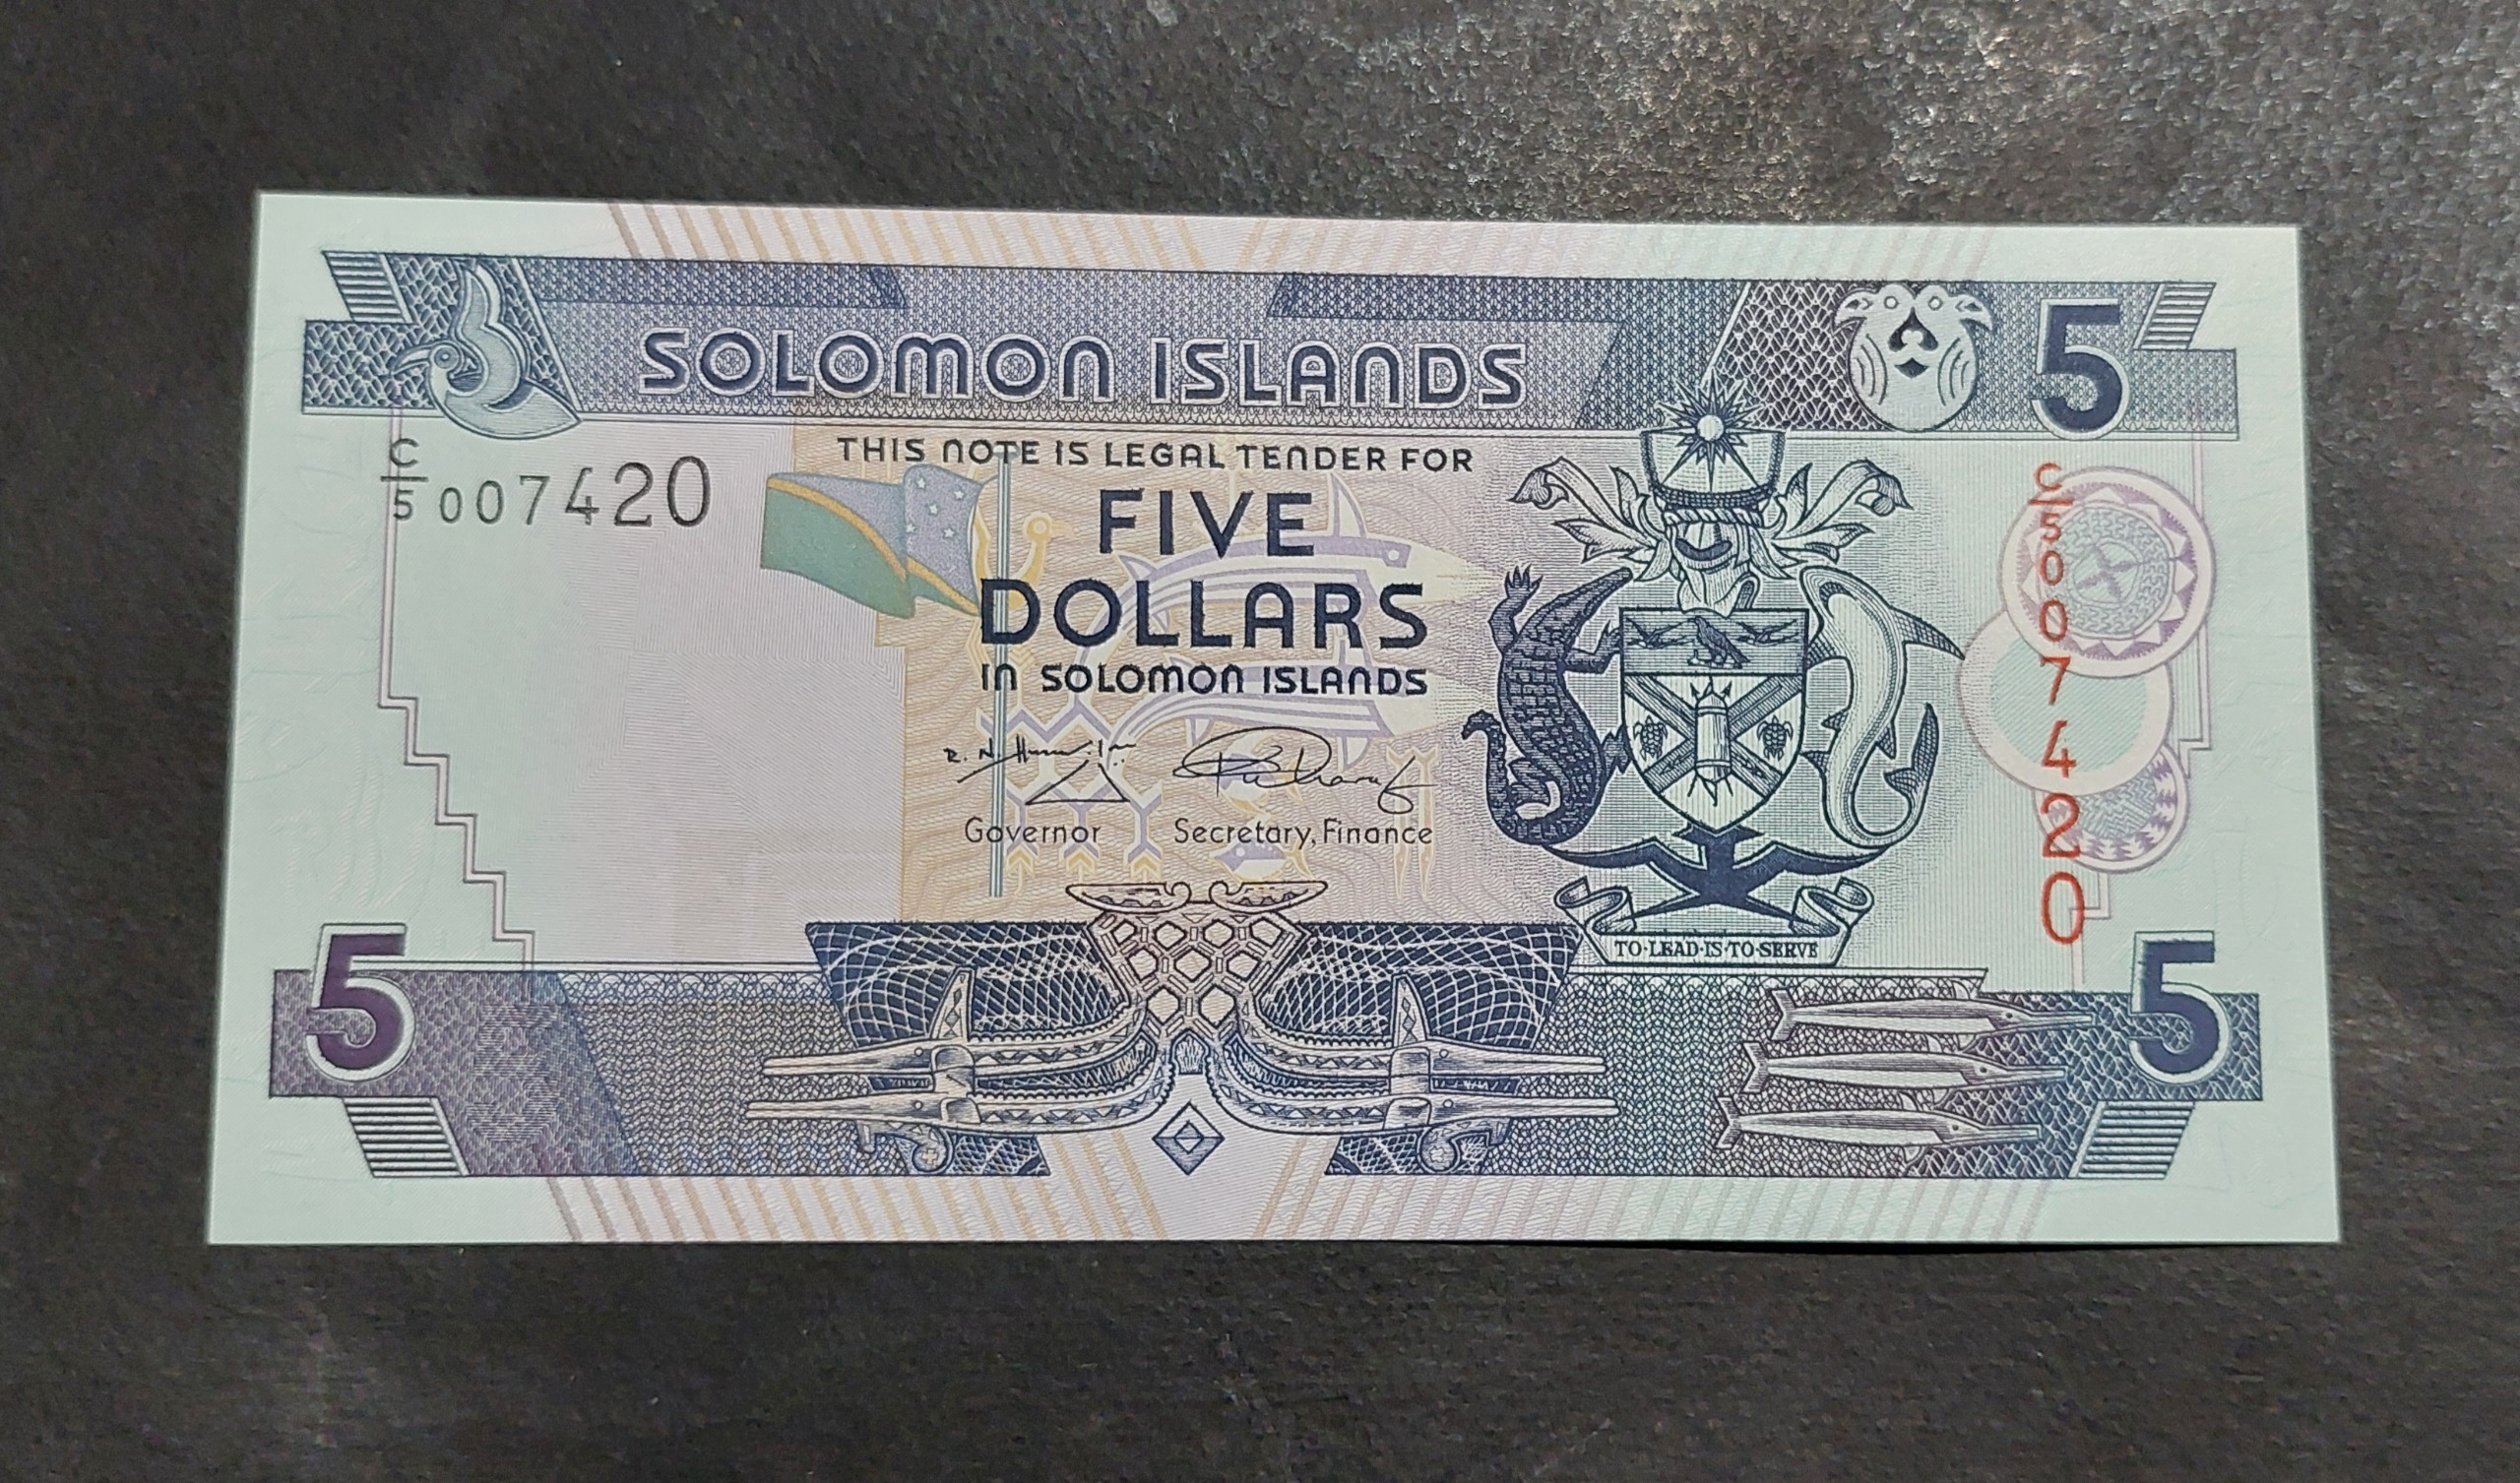 SOLOMON ISLANDS
5
THIS NOTE IS LEGAL TENDER FOR
C/5 007420
FIVE
DOLLARS
IN SOLOMON ISLANDS
C/5 007420
Governor
Secretary, Finance
TO·LEAD·IS·TO·SERVE
5
5